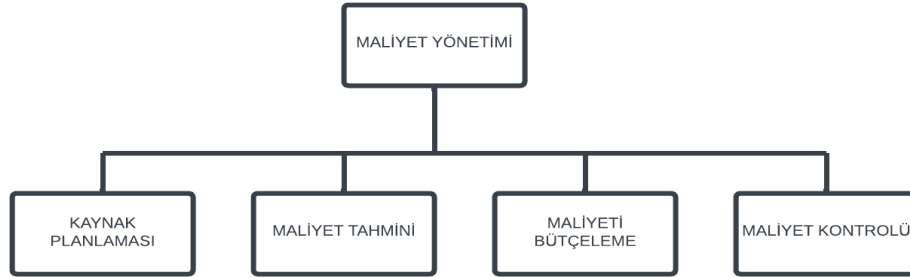 MALİYET YÖNETİMİ
KAYNAK
PLANLAMASI
MALİYET TAHMİNİ
MALİYETİ
BÜTÇELEME
MALİYET KONTROLÜ